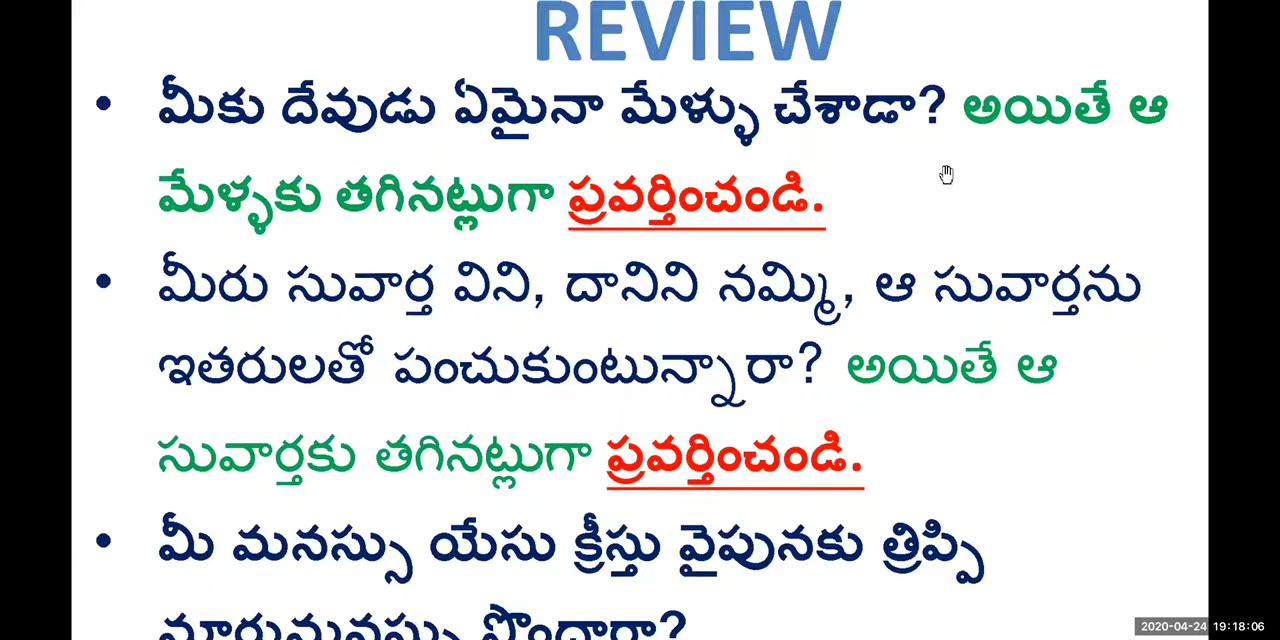 REVIEW
• మీకు దేవుడు ఏమైనా మేళ్ళు చేశాడా? అయితే ఆ
మేళ్ళకు తగినట్లుగా ప్రవర్తించండి.
• మీరు సువార్త విని, దానిని నమ్మి, ఆ సువార్తను
ఇతరులతో పంచుకుంటున్నారా? అయితే ఆ
సువార్తకు తగినట్లుగా ప్రవర్తించండి.
• మీ మనస్సు యేసు క్రీస్తు వైపునకు త్రిప్పి
మారుమనస్సు పొందారా?
2020-04-24 19:18:06